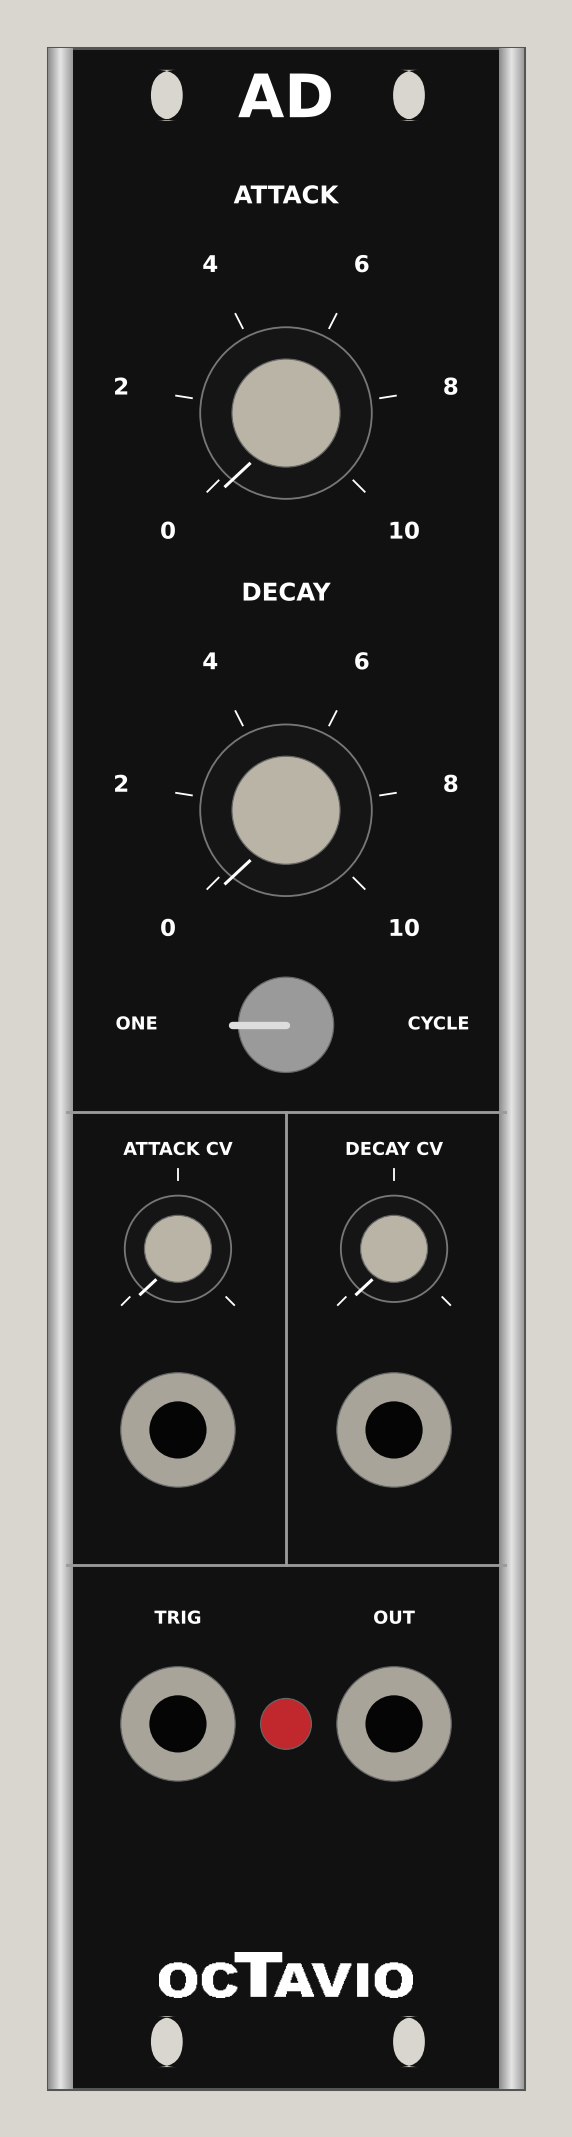 AD
ATTACK
4 6
2 8
0 10
DECAY
4 6
2 8
0 10
ONE CYCLE
ATTACK CV DECAY CV
TRIG OUT
OCTAVIO